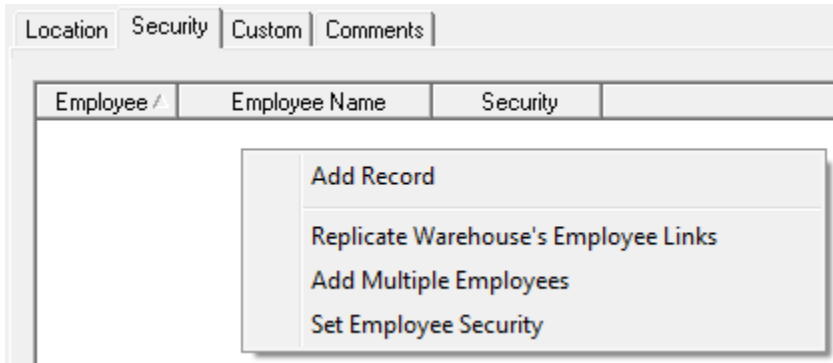 Location Security Custom Comments
Employee Employee Name Security
Add Record
Replicate Warehouse's Employee Links
Add Multiple Employees
Set Employee Security